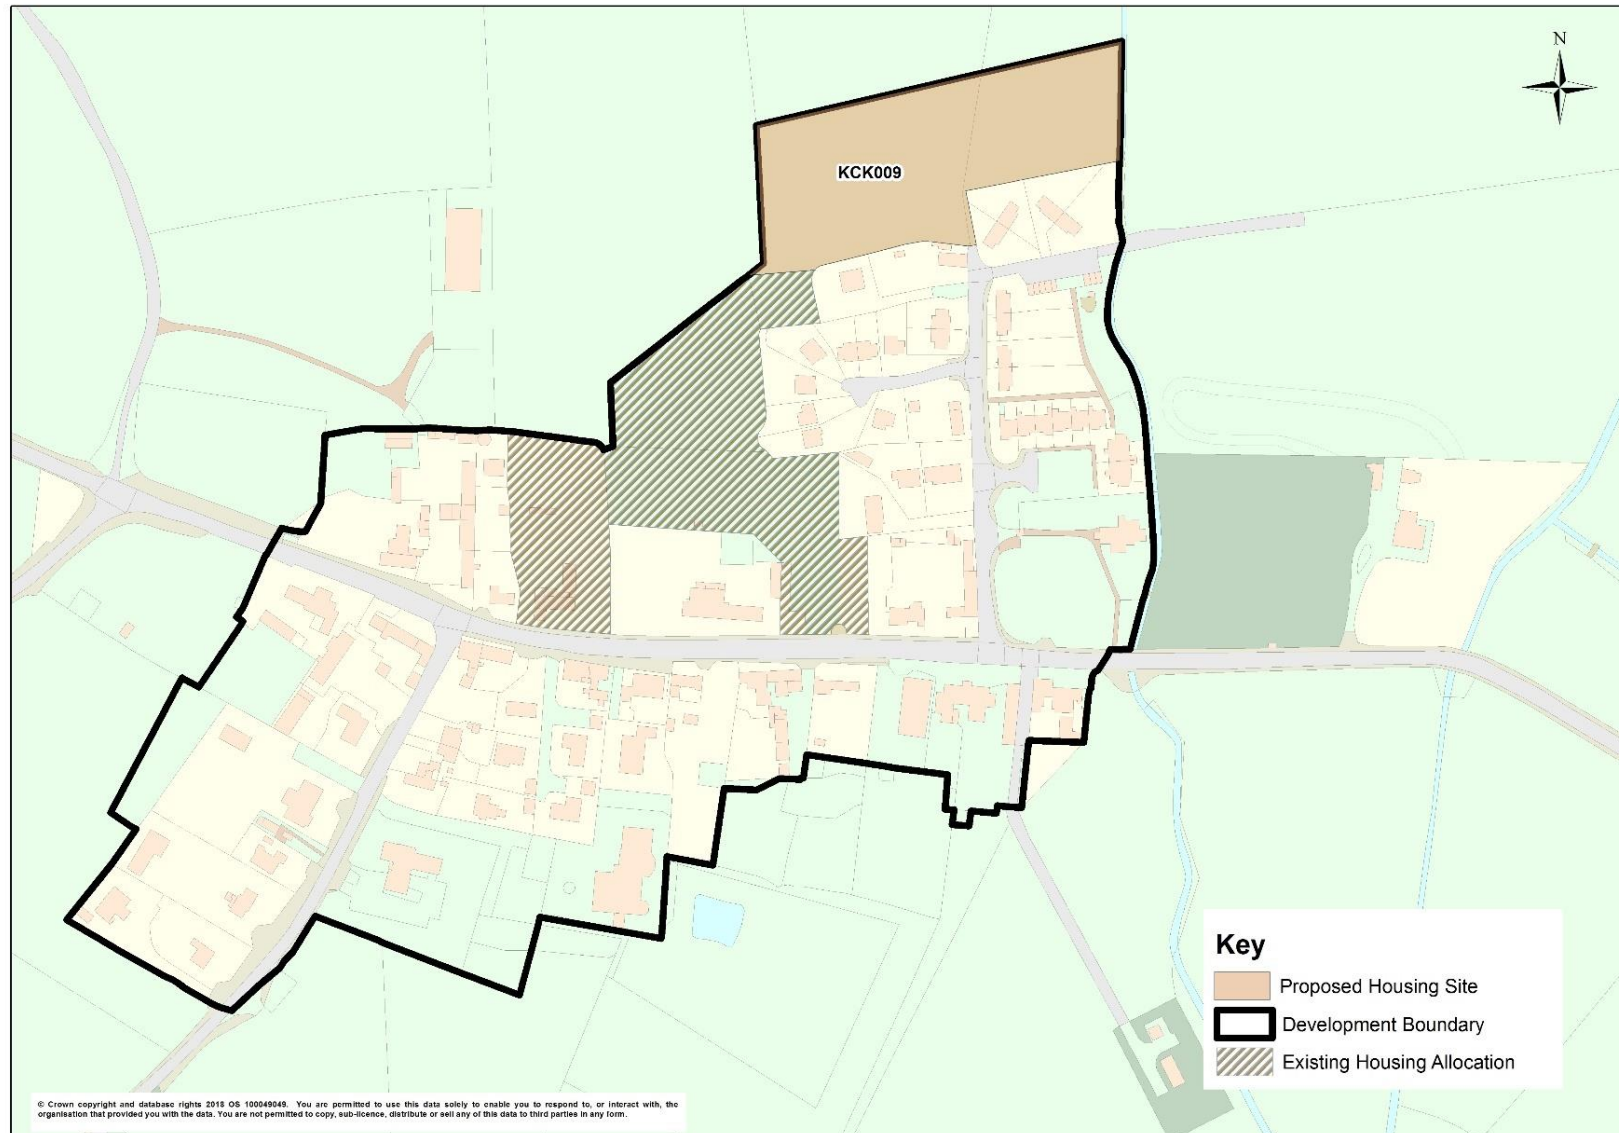 N
KCK009
Key
Proposed Housing Site
Development Boundary
Existing Housing Allocation
© Crown copyright and database rights 2018 OS 100049049. You are permitted to use this data solely to enable you to respond to, or interact with, the
organisation that provided you with the data. You are not permitted to copy, sub-licence, distribute or sell any of this data to third parties in any form.